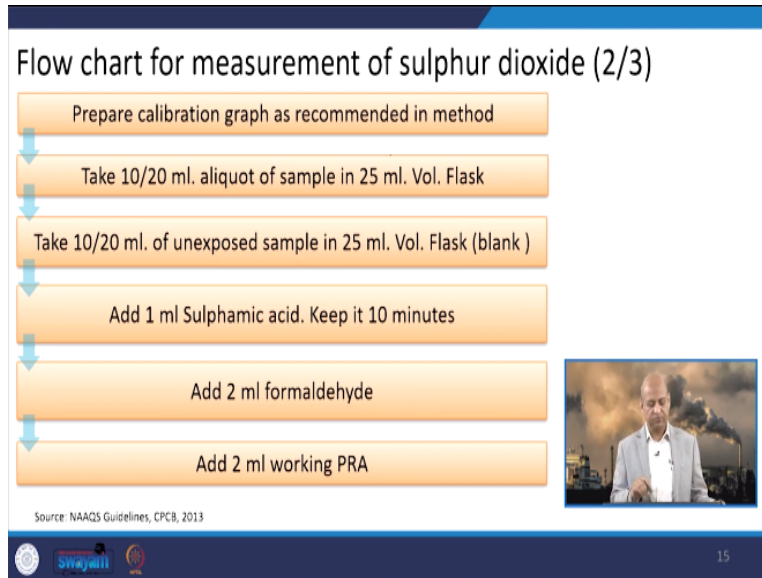 Flow chart for measurement of sulphur dioxide (2/3)
Prepare calibration graph as recommended in method
Take 10/20 ml. aliquot of sample in 25 ml. Vol. Flask
Take 10/20 ml. of unexposed sample in 25 ml. Vol. Flask (blank )
Add 1 ml Sulphamic acid. Keep it 10 minutes
Add 2 ml formaldehyde
Add 2 ml working PRA
Source: NAAQS Guidelines, CPCB, 2013
swayam
15